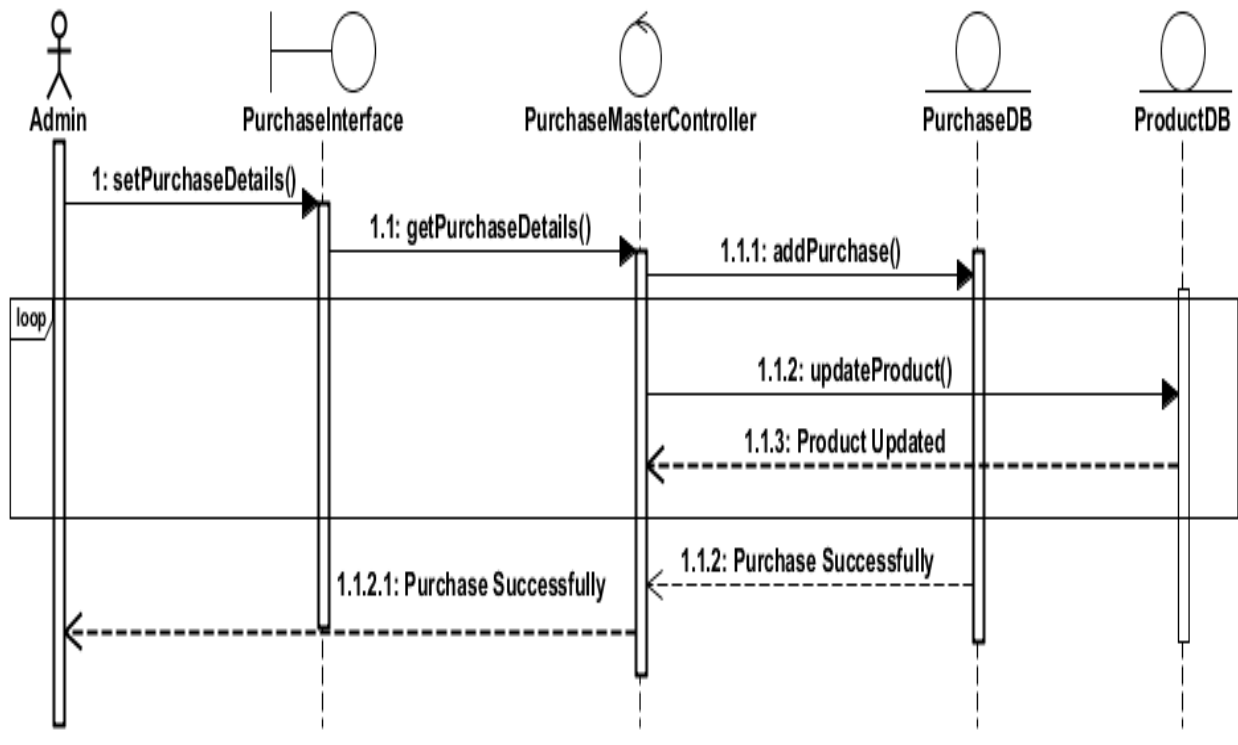 Admin
PurchaseInterface
PurchaseMasterController
PurchaseDB
ProductDB
1: setPurchaseDetails()
1.1: getPurchaseDetails()
1.1.1: addPurchase()
loop
1.1.2: updateProduct()
1.1.3: Product Updated
1.1.2: Purchase Successfully
1.1.2.1: Purchase Successfully